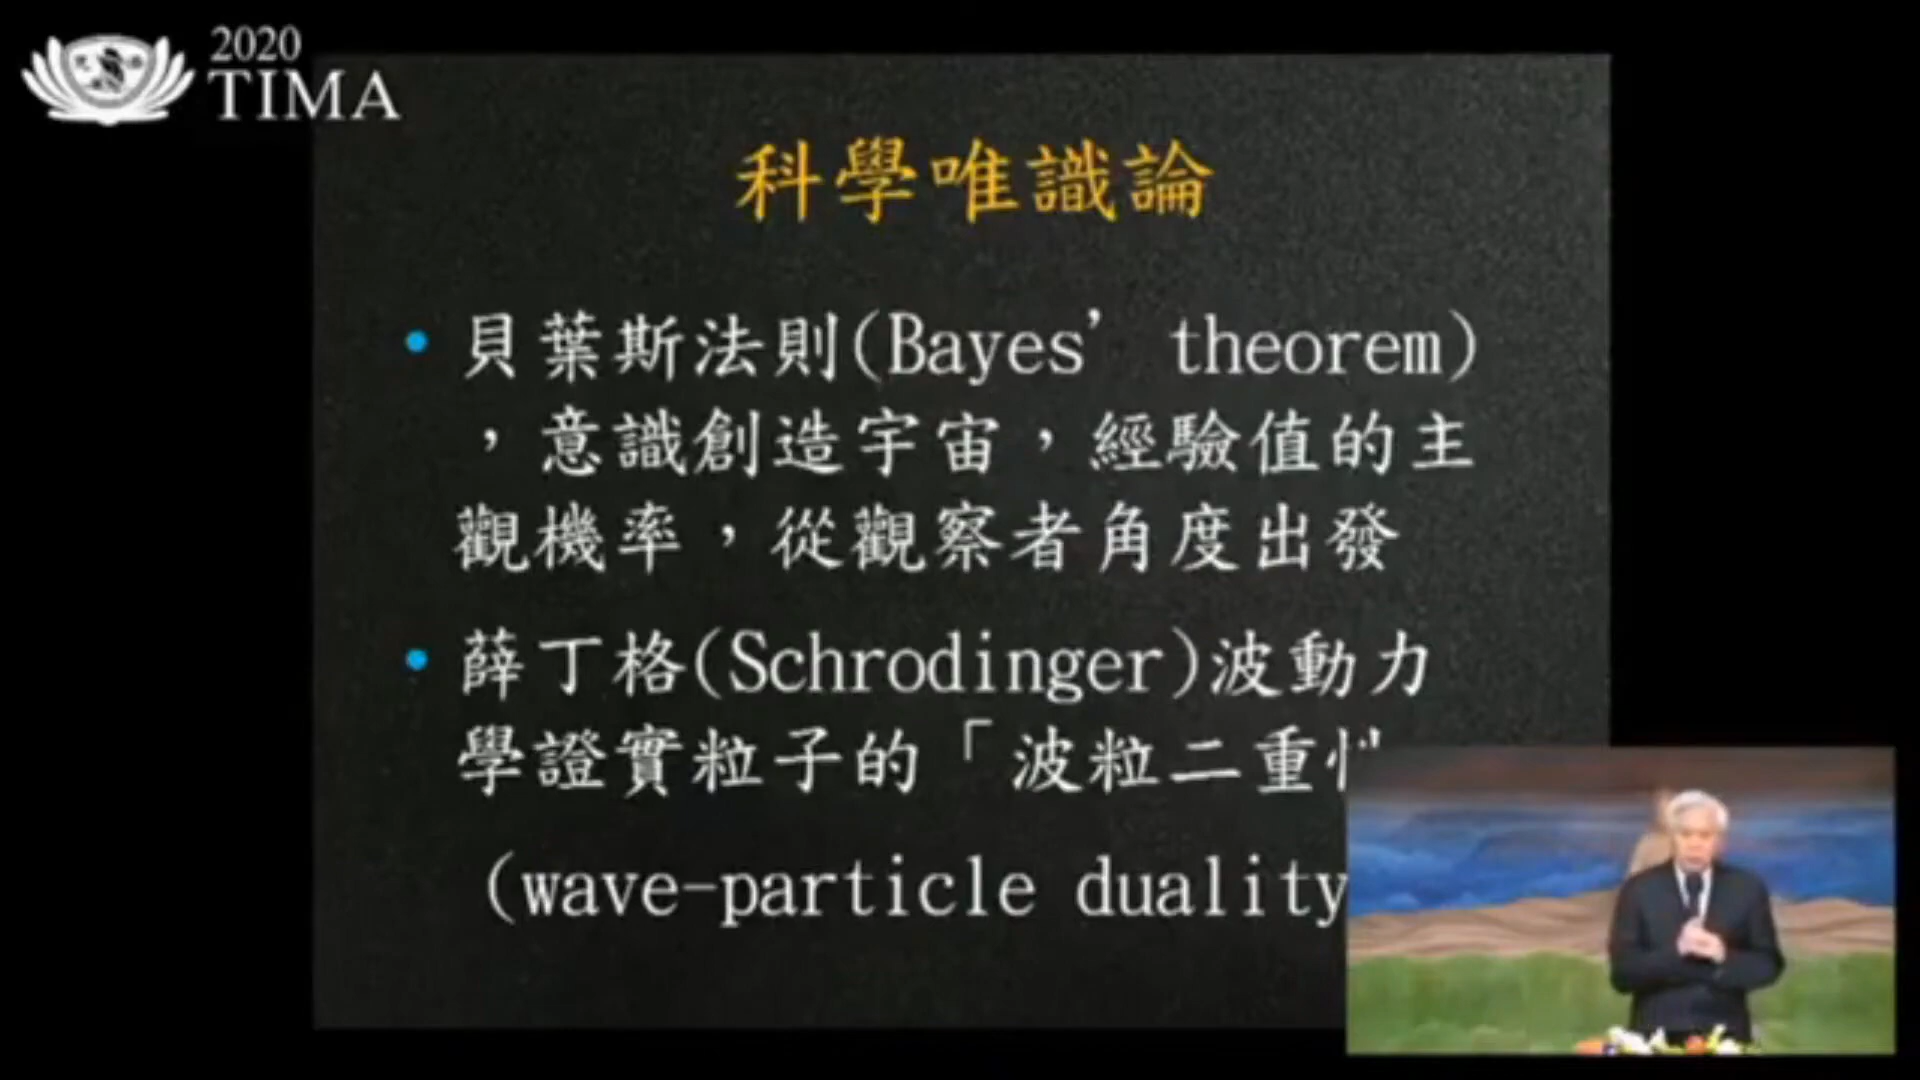 2020
TIMA
科學唯識論
• 貝葉斯法則(Bayes' theorem)
，意識創造宇宙，經驗值的主
觀機率，從觀察者角度出發
• 薛丁格(Schrodinger)波動力
學證實粒子的「波粒二重
(wave-particle duality